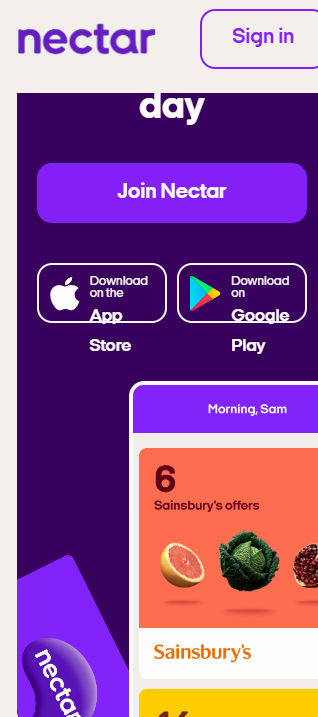 nectar
Sign in
day
Join Nectar
Download
on the
App
Store
Download
on
Google
Play
Morning, Sam
6
Sainsbury's offers
Sainsbury's
nectar